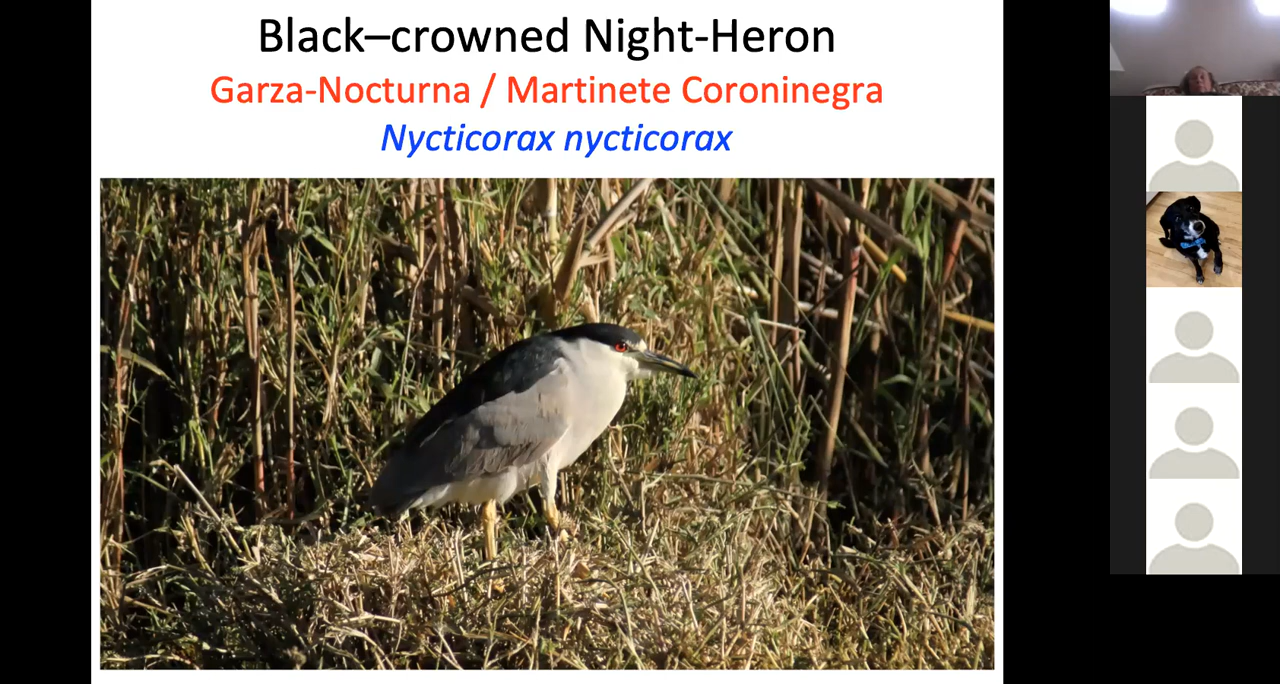 Black–crowned Night-Heron
Garza-Nocturna / Martinete Coroninegra
Nycticorax nycticorax